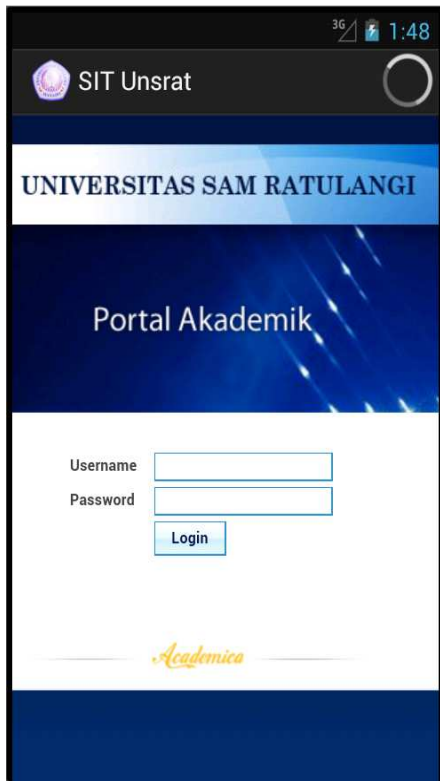 3G 1:48
SIT Unsrat
UNIVERSITAS SAM RATULANGI
Portal Akademik
Username
Password
Login
Academica